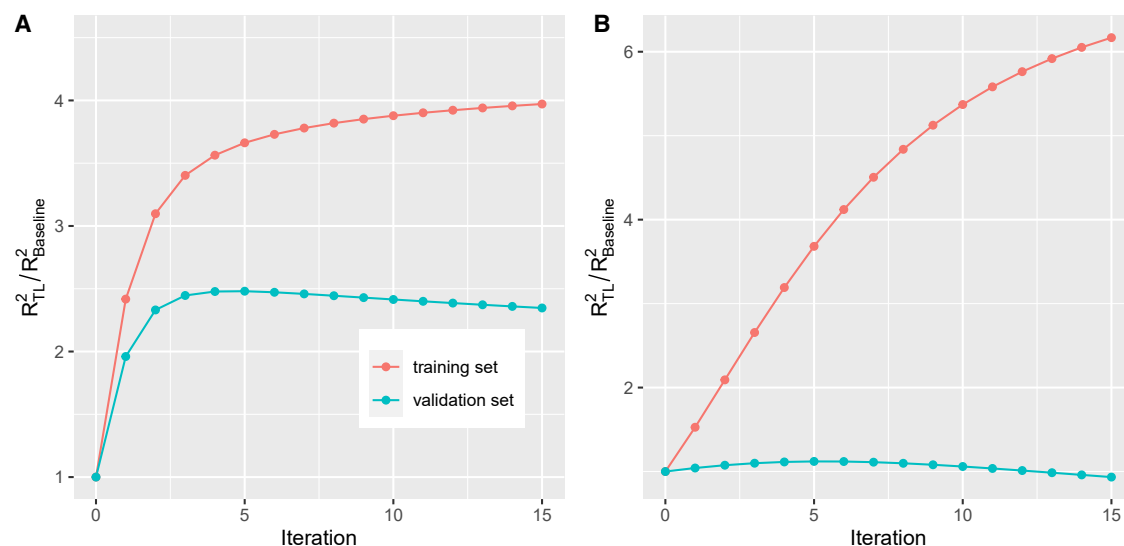 A
4
3
2
1
0
5
10
15
Iteration
R²TL / R²Baseline
training set
validation set
B
6
4
2
0
5
10
15
Iteration
R²TL / R²Baseline